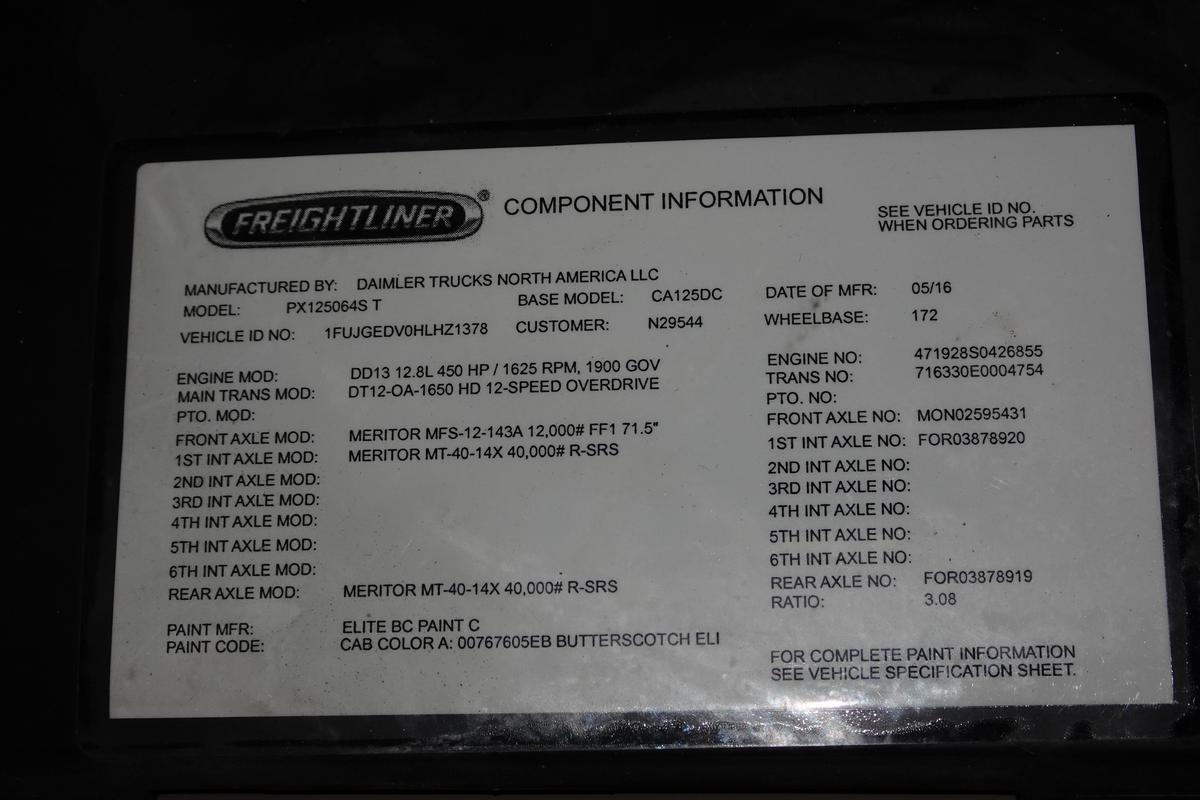 FREIGHTLINER® COMPONENT INFORMATION
SEE VEHICLE ID NO.
WHEN ORDERING PARTS
MANUFACTURED BY: DAIMLER TRUCKS NORTH AMERICA LLC
MODEL: PX125064S T BASE MODEL: CA125DC DATE OF MFR: 05/16
VEHICLE ID NO: 1FUJGEDV0HLHZ1378 CUSTOMER: N29544 WHEELBASE: 172
ENGINE MOD: DD13 12.8L 450 HP / 1625 RPM, 1900 GOV ENGINE NO: 471928S0426855
MAIN TRANS MOD: DT12-OA-1650 HD 12-SPEED OVERDRIVE TRANS NO: 716330E0004754
PTO. MOD: PTO. NO:
FRONT AXLE MOD: MERITOR MFS-12-143A 12,000# FF1 71.5" FRONT AXLE NO: MON02595431
1ST INT AXLE MOD: MERITOR MT-40-14X 40,000# R-SRS 1ST INT AXLE NO: FOR03878920
2ND INT AXLE MOD: 2ND INT AXLE NO:
3RD INT AXLE MOD: 3RD INT AXLE NO:
4TH INT AXLE MOD: 4TH INT AXLE NO:
5TH INT AXLE MOD: 5TH INT AXLE NO:
6TH INT AXLE MOD: 6TH INT AXLE NO:
REAR AXLE MOD: MERITOR MT-40-14X 40,000# R-SRS REAR AXLE NO: FOR03878919
RATIO: 3.08
PAINT MFR: ELITE BC PAINT C
PAINT CODE: CAB COLOR A: 00767605EB BUTTERSCOTCH ELI
FOR COMPLETE PAINT INFORMATION
SEE VEHICLE SPECIFICATION SHEET.